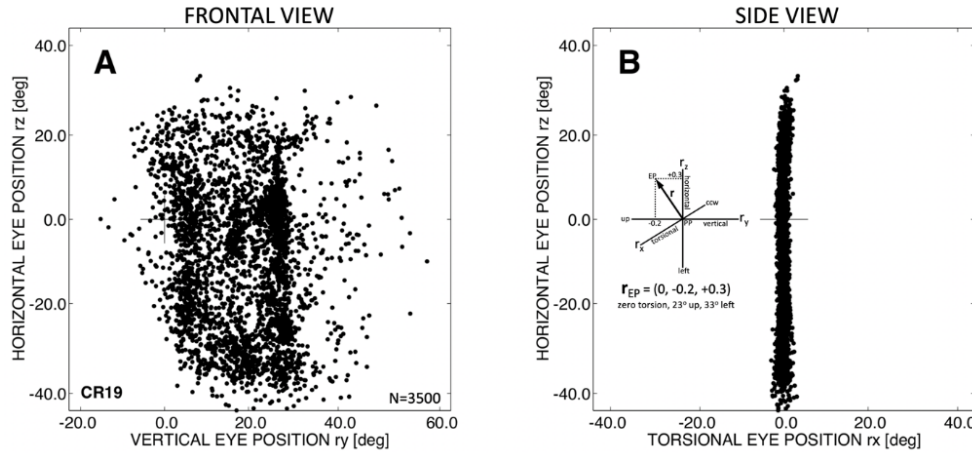 FRONTAL VIEW
A
HORIZONTAL EYE POSITION rz [deg]
40.0
20.0
0.0
-20.0
-40.0
CR19
N=3500
-20.0 0.0 20.0 40.0 60.0
VERTICAL EYE POSITION ry [deg]
SIDE VIEW
B
HORIZONTAL EYE POSITION rz [deg]
40.0
20.0
0.0
-20.0
-40.0
rz
EP
+0.3
horizontal
r
ccw
up
-0.2
PP
vertical
ry
torsional
rx
left
rEP = (0, -0.2, +0.3)
zero torsion, 23° up, 33° left
-40.0 -20.0 0.0 20.0 40.0
TORSIONAL EYE POSITION rx [deg]